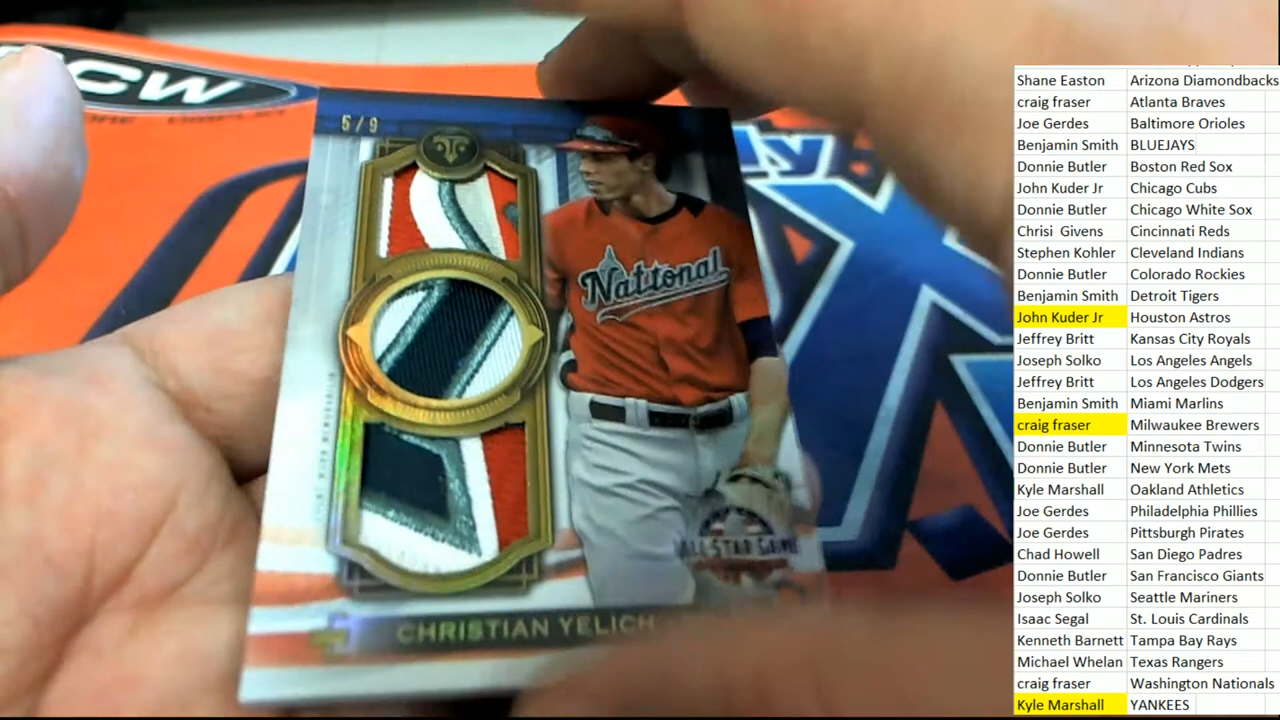 CW
5/9
National
ALL STAR GAME
CHRISTIAN YELICH
Shane Easton Arizona Diamondbacks
craig fraser Atlanta Braves
Joe Gerdes Baltimore Orioles
Benjamin Smith BLUEJAYS
Donnie Butler Boston Red Sox
John Kuder Jr Chicago Cubs
Donnie Butler Chicago White Sox
Chrisi Givens Cincinnati Reds
Stephen Kohler Cleveland Indians
Donnie Butler Colorado Rockies
Benjamin Smith Detroit Tigers
John Kuder Jr Houston Astros
Jeffrey Britt Kansas City Royals
Joseph Solko Los Angeles Angels
Jeffrey Britt Los Angeles Dodgers
Benjamin Smith Miami Marlins
craig fraser Milwaukee Brewers
Donnie Butler Minnesota Twins
Donnie Butler New York Mets
Kyle Marshall Oakland Athletics
Joe Gerdes Philadelphia Phillies
Joe Gerdes Pittsburgh Pirates
Chad Howell San Diego Padres
Donnie Butler San Francisco Giants
Joseph Solko Seattle Mariners
Isaac Segal St. Louis Cardinals
Kenneth Barnett Tampa Bay Rays
Michael Whelan Texas Rangers
craig fraser Washington Nationals
Kyle Marshall YANKEES